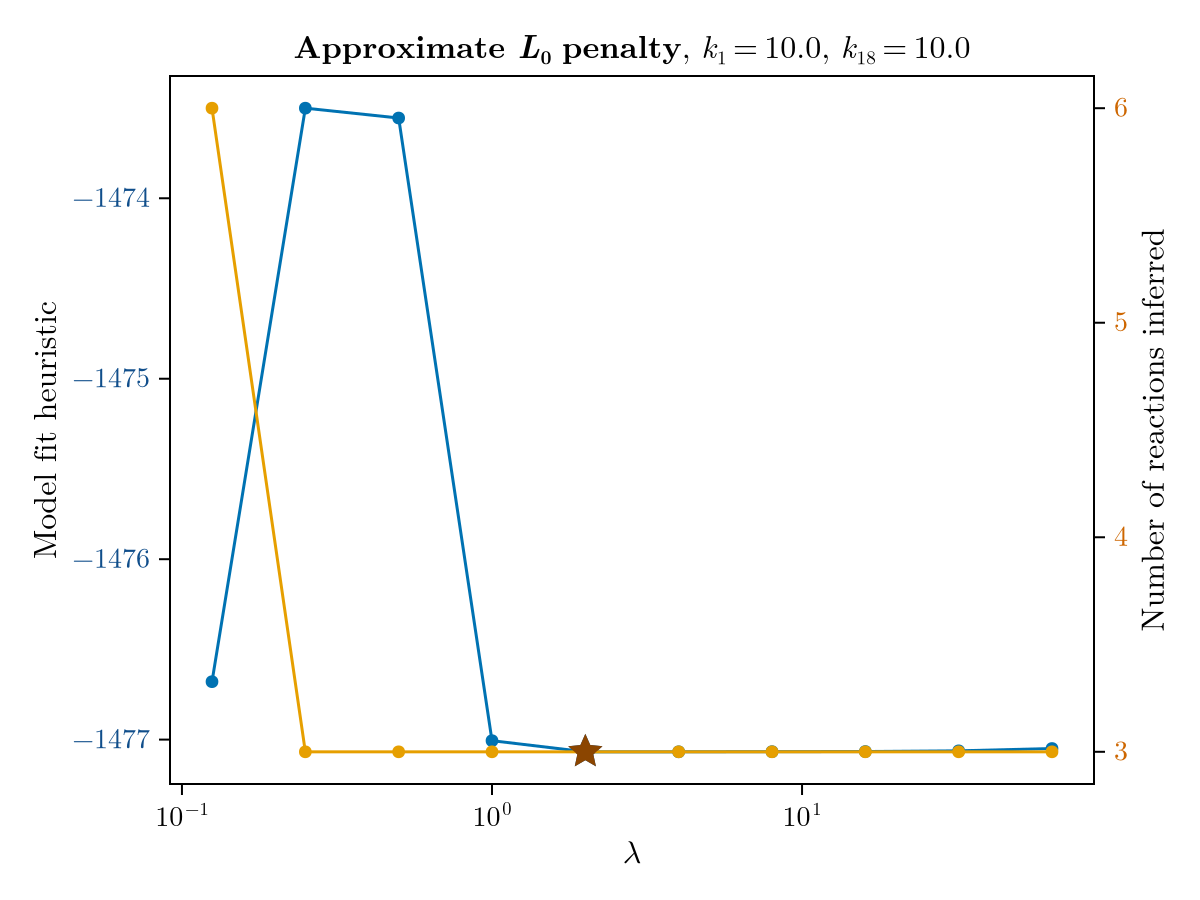 Approximate L₀ penalty, k₁ = 10.0, k₁₈ = 10.0
Model fit heuristic
−1474
−1475
−1476
−1477
6
5
4
3
Number of reactions inferred
10⁻¹
10⁰
10¹
λ